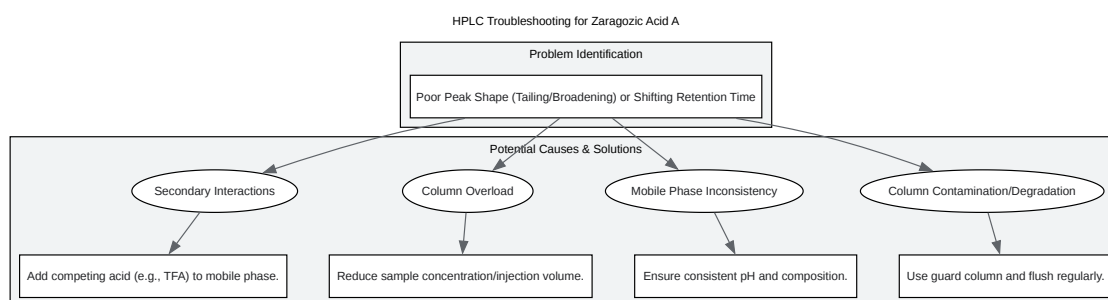 HPLC Troubleshooting for Zaragozic Acid A
Problem Identification
Poor Peak Shape (Tailing/Broadening) or Shifting Retention Time
Potential Causes & Solutions
Secondary Interactions
Column Overload
Mobile Phase Inconsistency
Column Contamination/Degradation
Add competing acid (e.g., TFA) to mobile phase.
Reduce sample concentration/injection volume.
Ensure consistent pH and composition.
Use guard column and flush regularly.